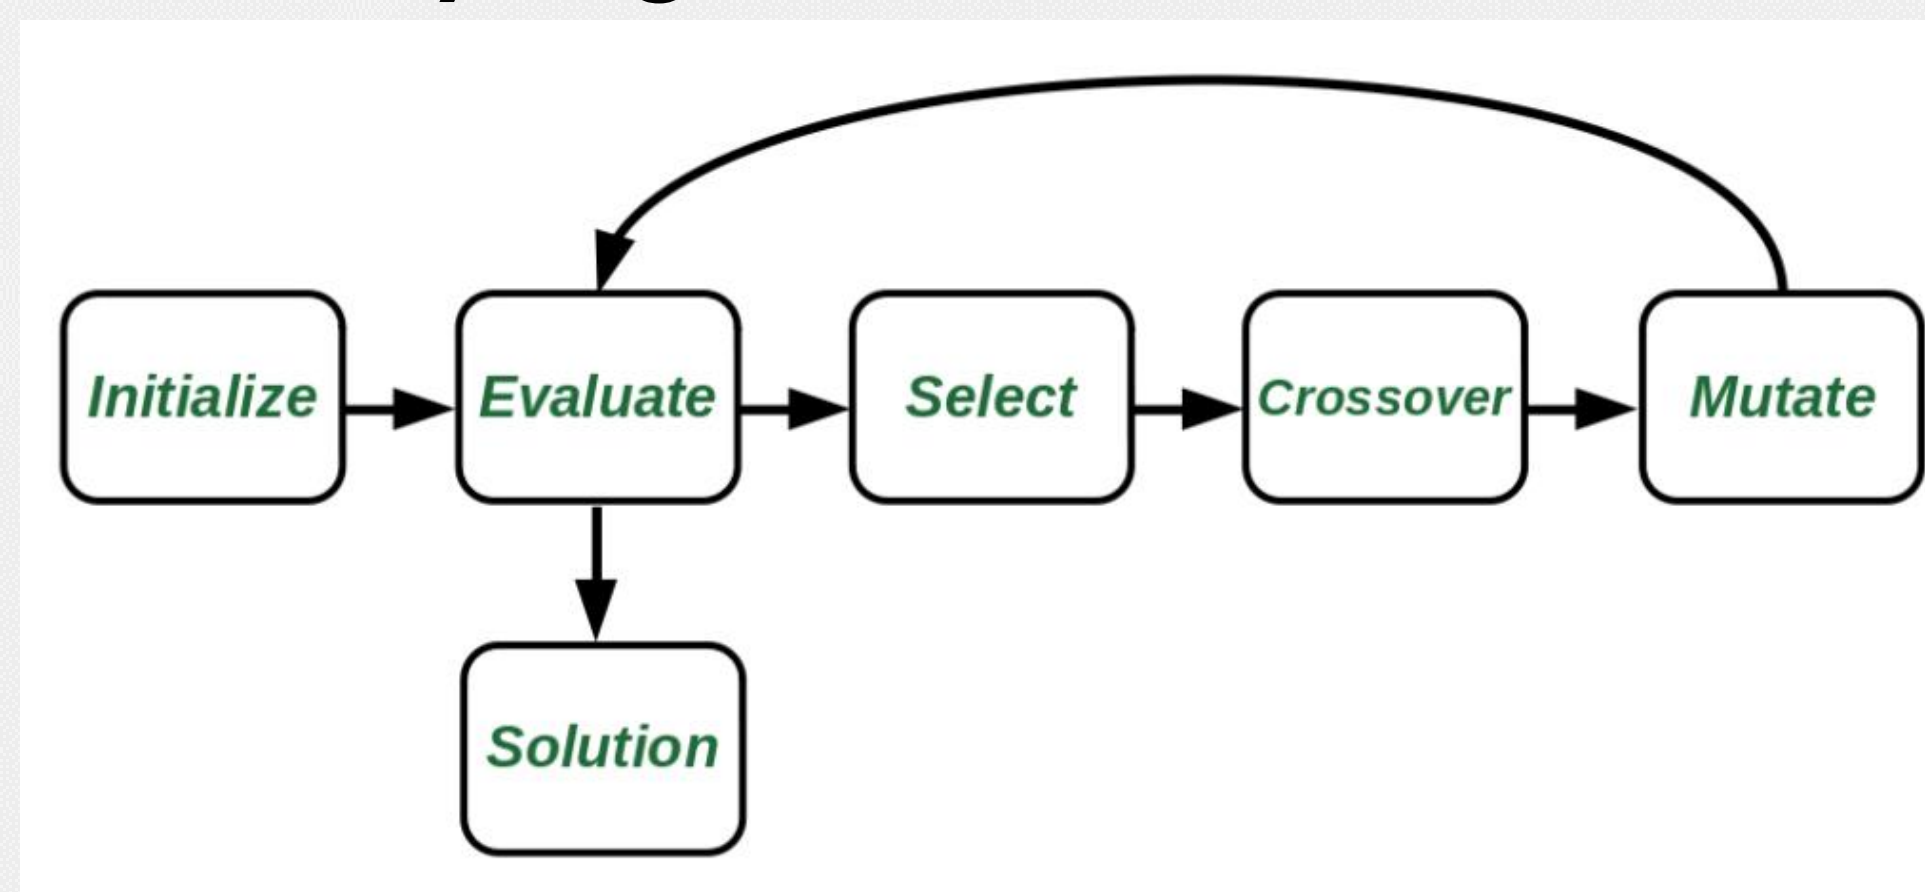 Initialize
Evaluate
Select
Crossover
Mutate
Solution